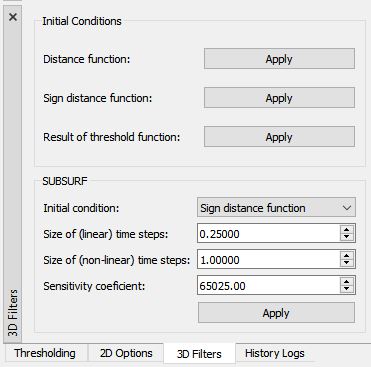 Initial Conditions
Distance function: Apply
Sign distance function: Apply
Result of threshold function: Apply
SUBSURF
Initial condition: Sign distance function
Size of (linear) time steps: 0.25000
Size of (non-linear) time steps: 1.00000
Sensitivity coeficient: 65025.00
Apply
3D Filters
Thresholding 2D Options 3D Filters History Logs